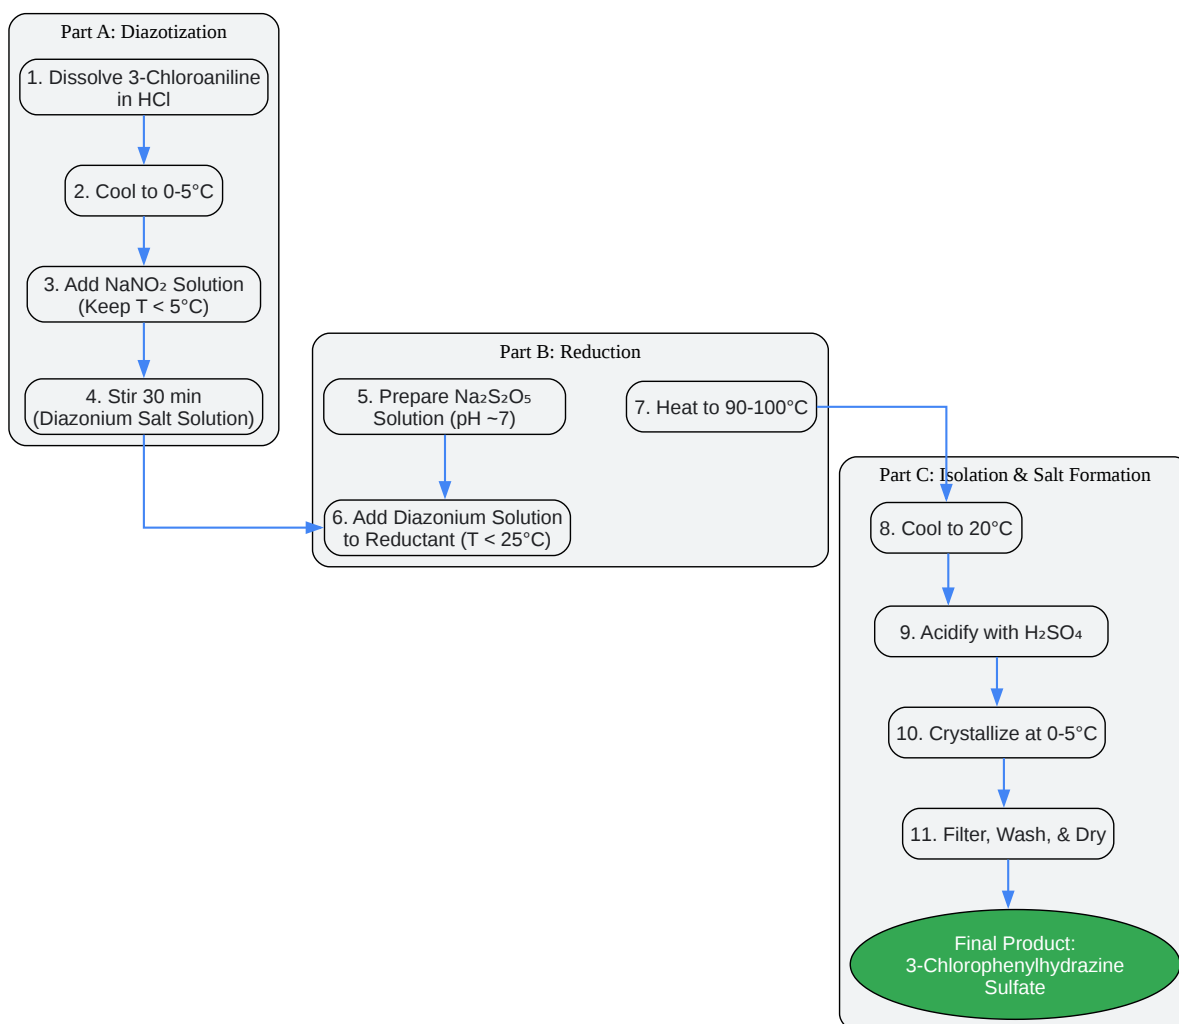 Part A: Diazotization
1. Dissolve 3-Chloroaniline
in HCl
2. Cool to 0-5°C
3. Add NaNO₂ Solution
(Keep T < 5°C)
4. Stir 30 min
(Diazonium Salt Solution)
Part B: Reduction
5. Prepare Na₂S₂O₅
Solution (pH ~7)
7. Heat to 90-100°C
6. Add Diazonium Solution
to Reductant (T < 25°C)
Part C: Isolation & Salt Formation
8. Cool to 20°C
9. Acidify with H₂SO₄
10. Crystallize at 0-5°C
11. Filter, Wash, & Dry
Final Product:
3-Chlorophenylhydrazine
Sulfate